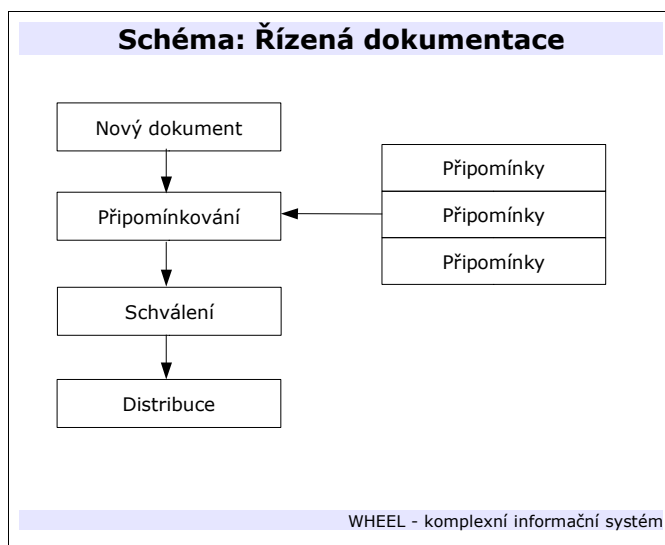 Schéma: Řízená dokumentace
Nový dokument
Připomínkování
Schválení
Distribuce
Připomínky
Připomínky
Připomínky
WHEEL - komplexní informační systém